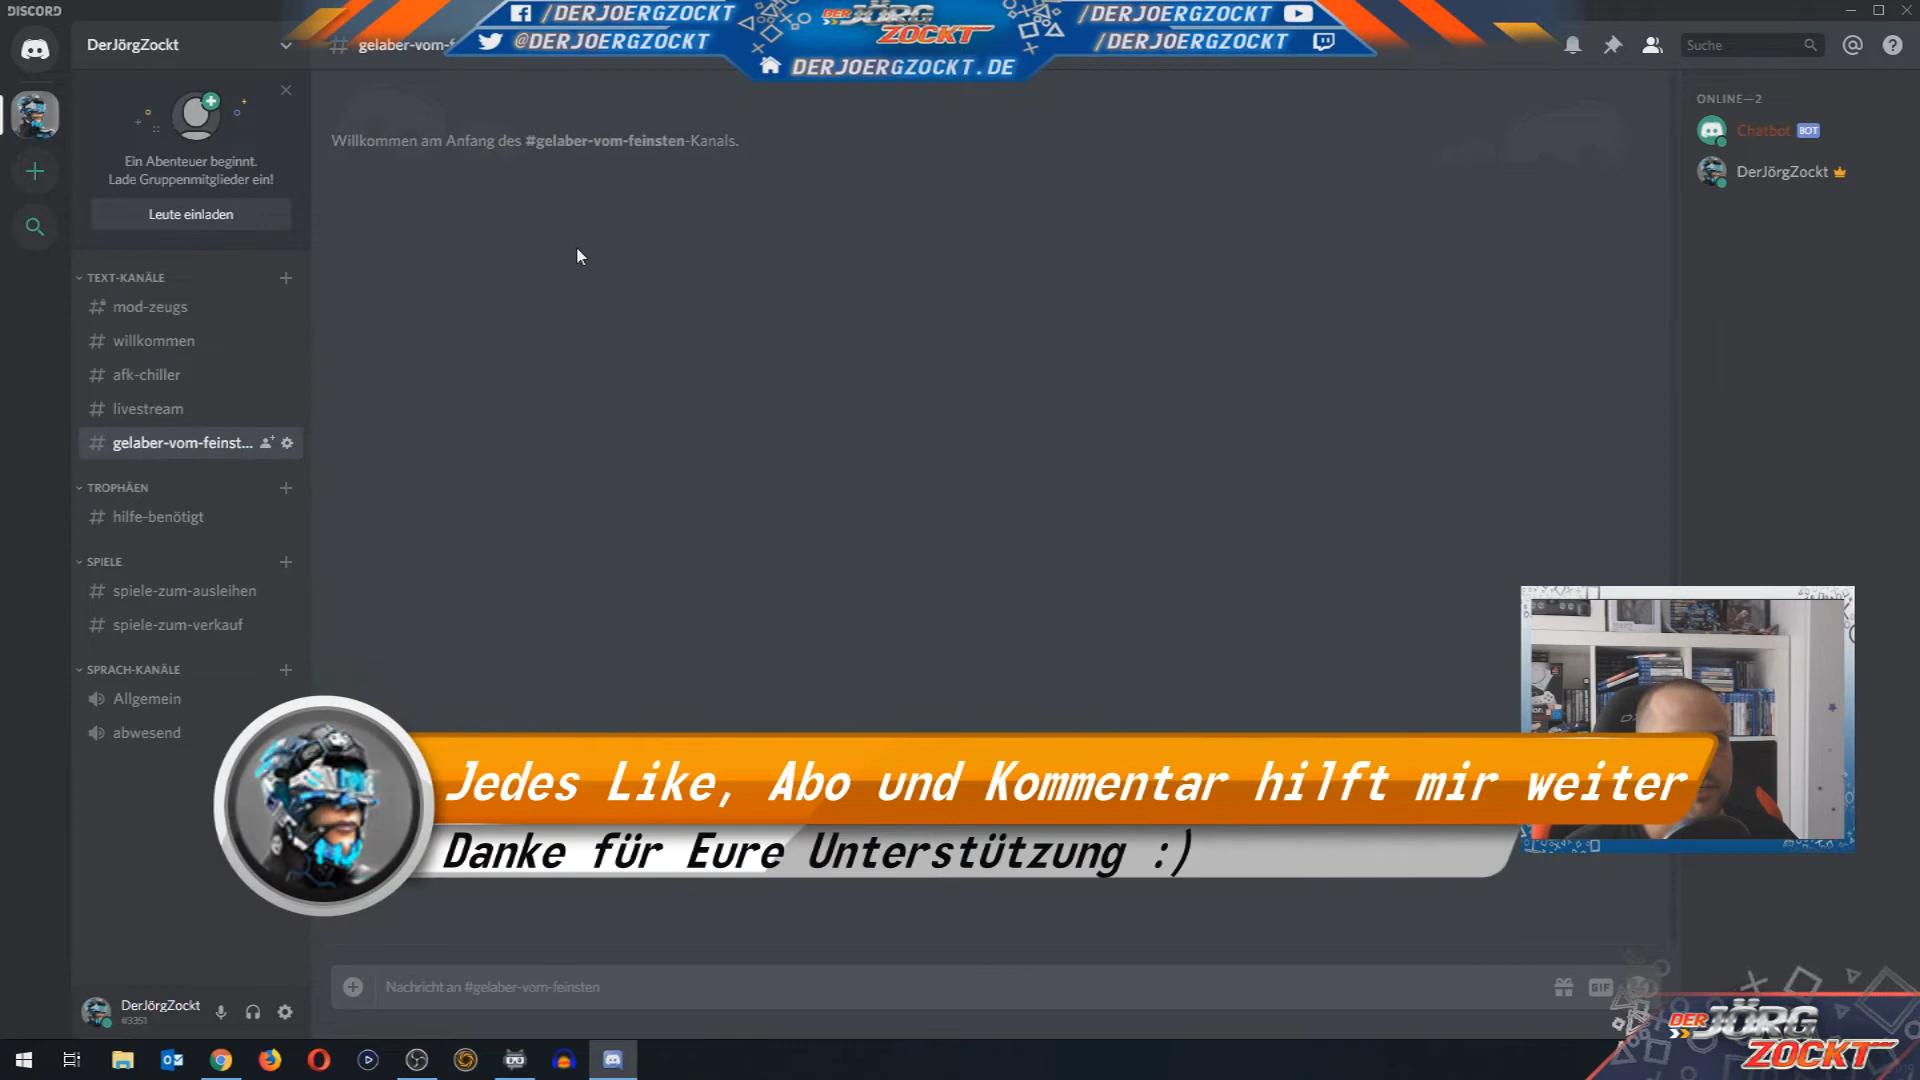 DISCORD
DerJörgZockt
gelaber-vom-f
/DERJOERGZOCKT
@DERJOERGZOCKT
DER JÖRG ZOCKT
/DERJOERGZOCKT
/DERJOERGZOCKT
DERJOERGZOCKT.DE
Suche
Ein Abenteuer beginnt.
Lade Gruppenmitglieder ein!
Leute einladen
Willkommen am Anfang des #gelaber-vom-feinsten-Kanals.
ONLINE—2
Chatbot BOT
DerJörgZockt
TEXT-KANÄLE
mod-zeugs
willkommen
afk-chiller
livestream
gelaber-vom-feinst...
TROPHÄEN
hilfe-benötigt
SPIELE
spiele-zum-ausleihen
spiele-zum-verkauf
SPRACH-KANÄLE
Allgemein
abwesend
Jedes Like, Abo und Kommentar hilft mir weiter
Danke für Eure Unterstützung :)
Nachricht an #gelaber-vom-feinsten
GIF
DerJörgZockt
#3351
DER JÖRG
ZOCKT